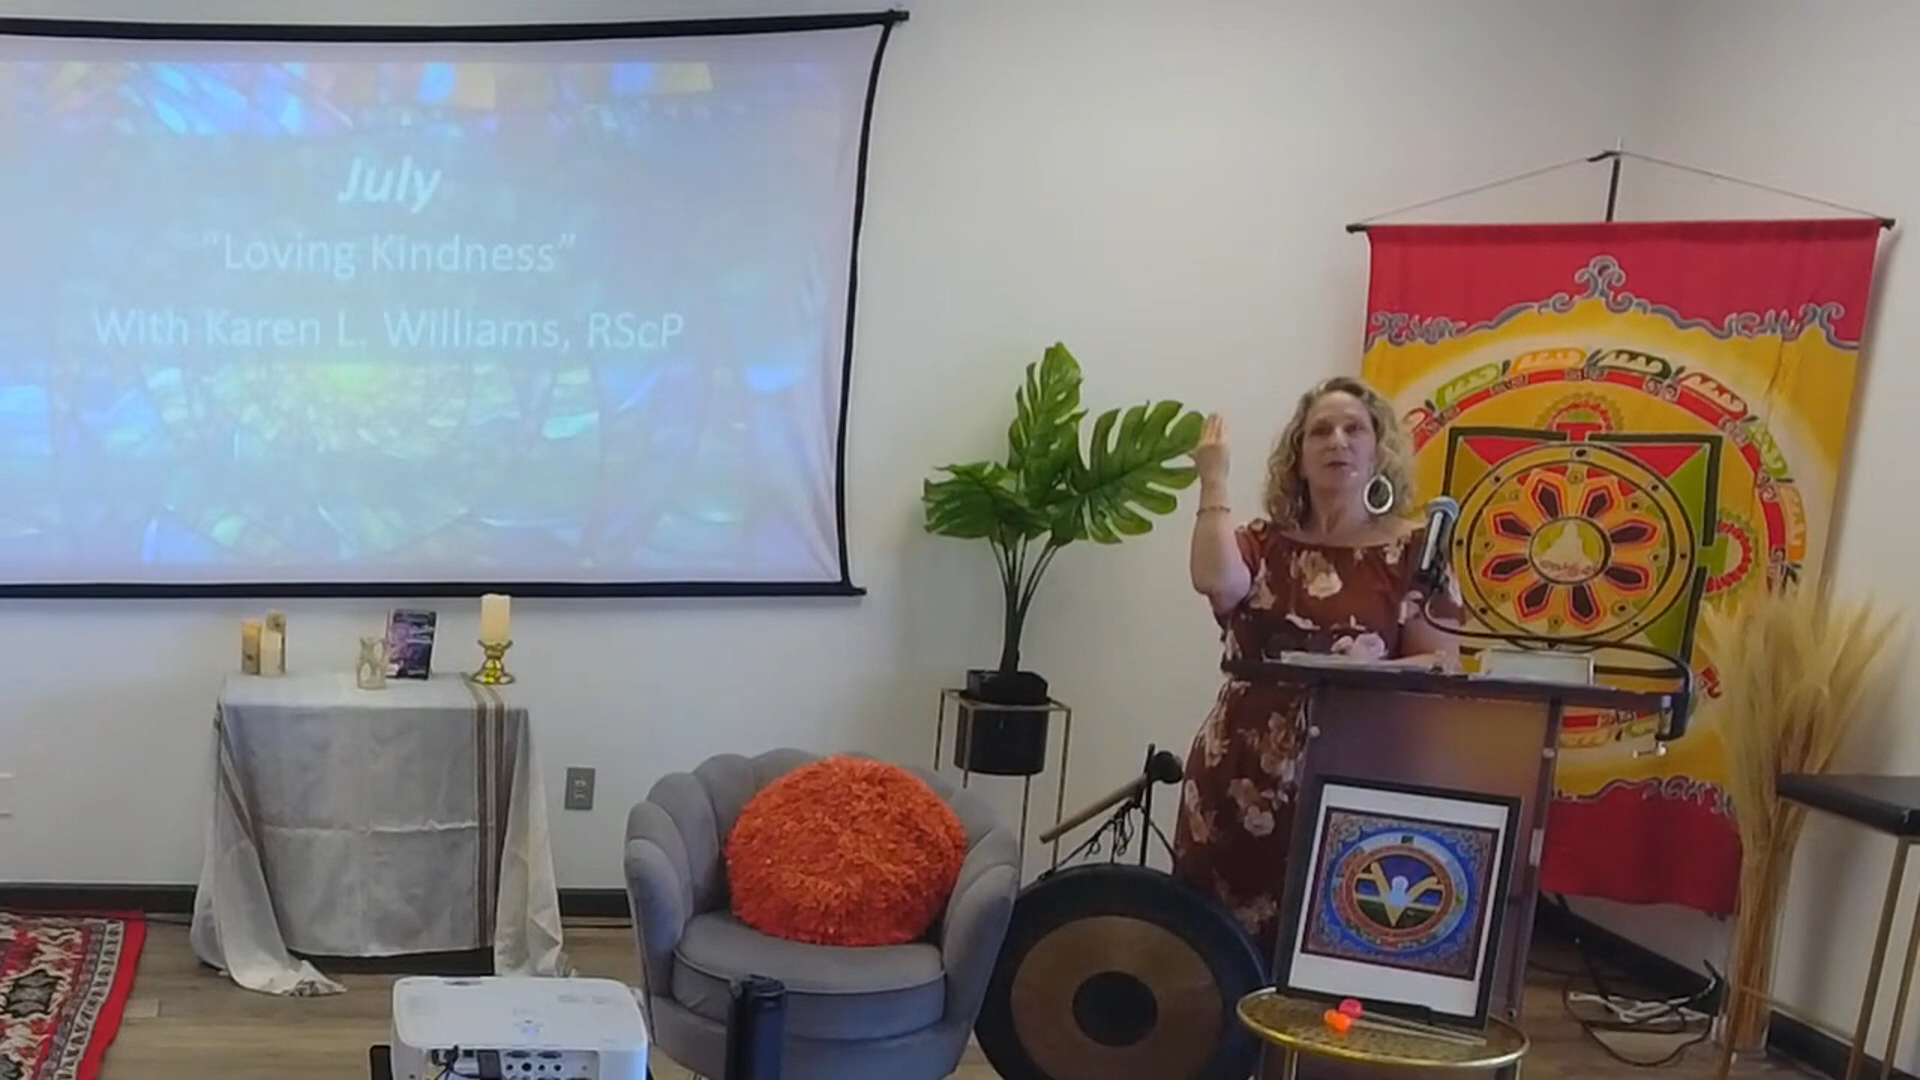 July
“Loving Kindness”
With Karen L. Williams, RScP